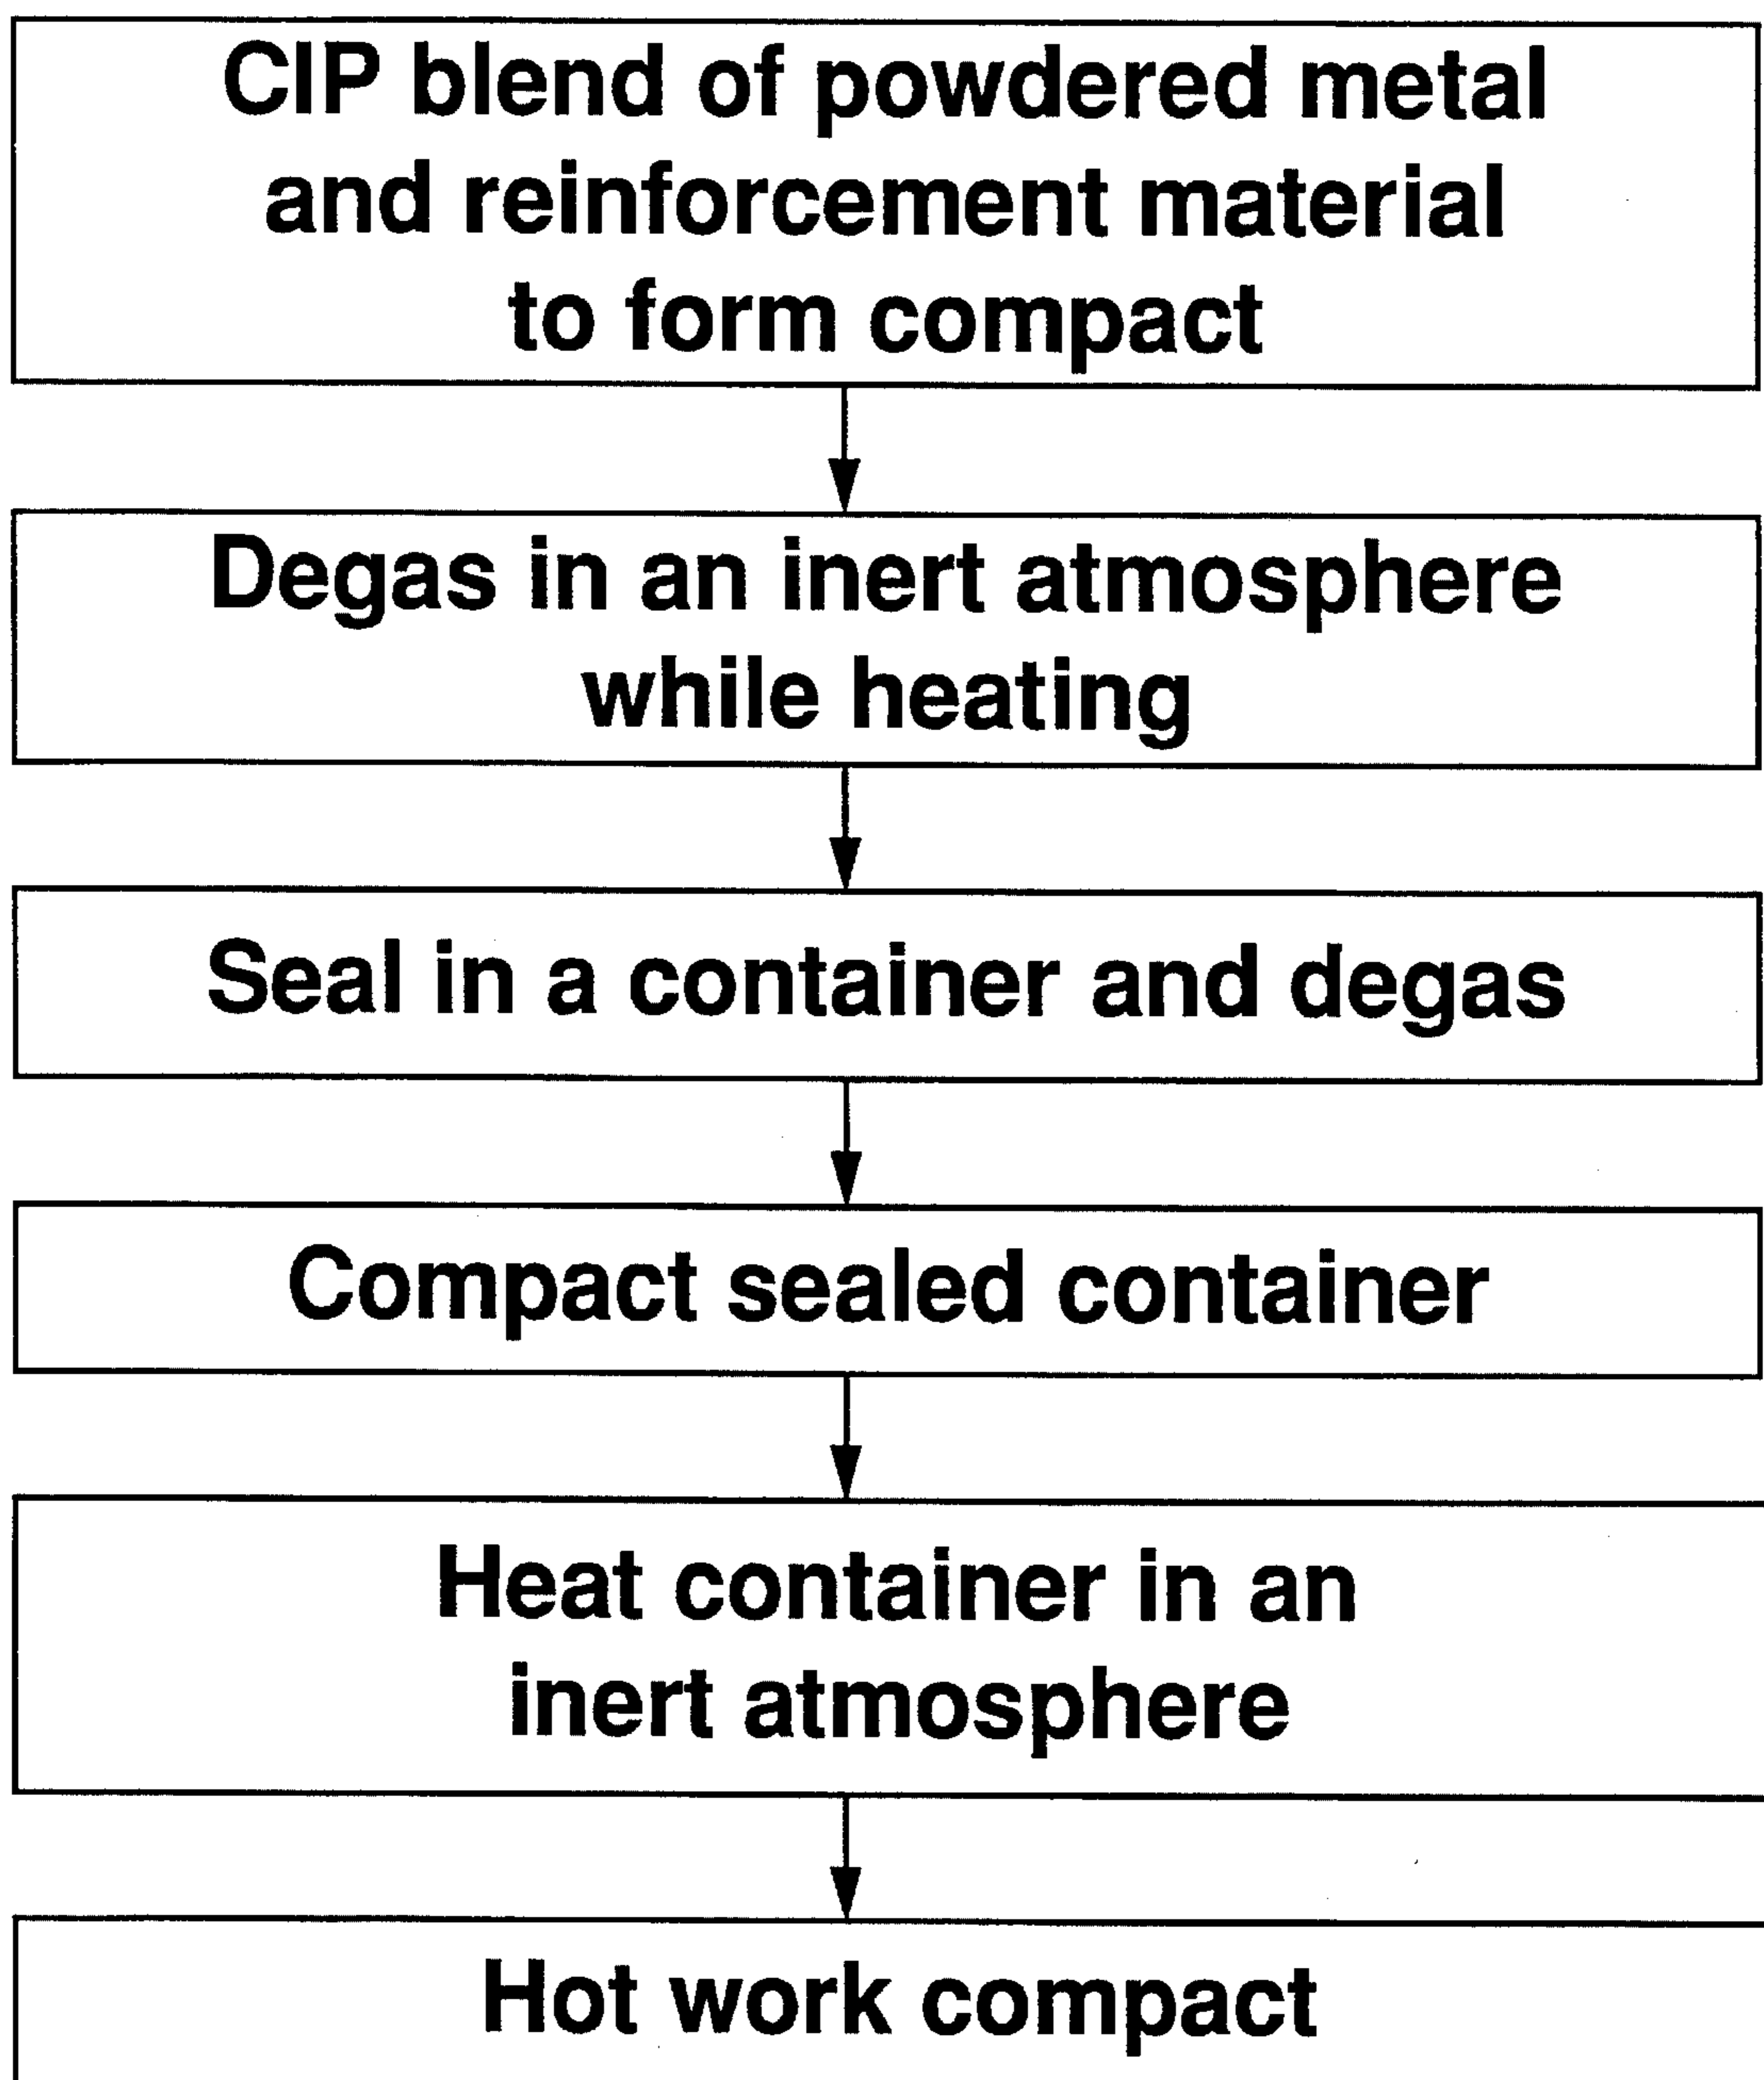 CIP blend of powdered metal
and reinforcement material
to form compact
Degas in an inert atmosphere
while heating
Seal in a container and degas
Compact sealed container
Heat container in an
inert atmosphere
Hot work compact